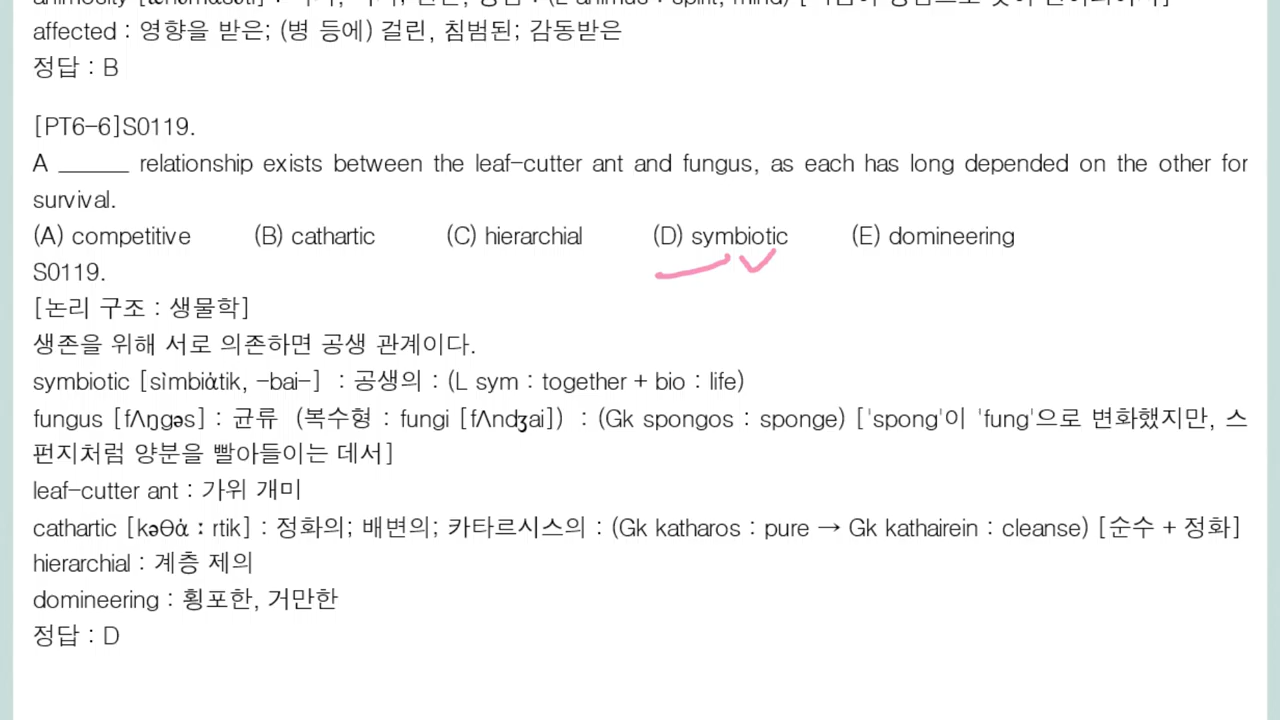 affected : 영향을 받은; (병 등에) 걸린, 침범된; 감동받은
정답 : B
[PT6-6]S0119.
A ______ relationship exists between the leaf-cutter ant and fungus, as each has long depended on the other for
survival.
(A) competitive (B) cathartic (C) hierarchial (D) symbiotic (E) domineering
S0119.
[논리 구조 : 생물학]
생존을 위해 서로 의존하면 공생 관계이다.
symbiotic [sìmbiάtik, -bai-] : 공생의 : (L sym : together + bio : life)
fungus [fΛŋgəs] : 균류 (복수형 : fungi [fΛndʒai]) : (Gk spongos : sponge) ['spong'이 'fung'으로 변화했지만, 스
펀지처럼 양분을 빨아들이는 데서]
leaf-cutter ant : 가위 개미
cathartic [kəΘά : rtik] : 정화의; 배변의; 카타르시스의 : (Gk katharos : pure → Gk kathairein : cleanse) [순수 + 정화]
hierarchial : 계층 제의
domineering : 횡포한, 거만한
정답 : D